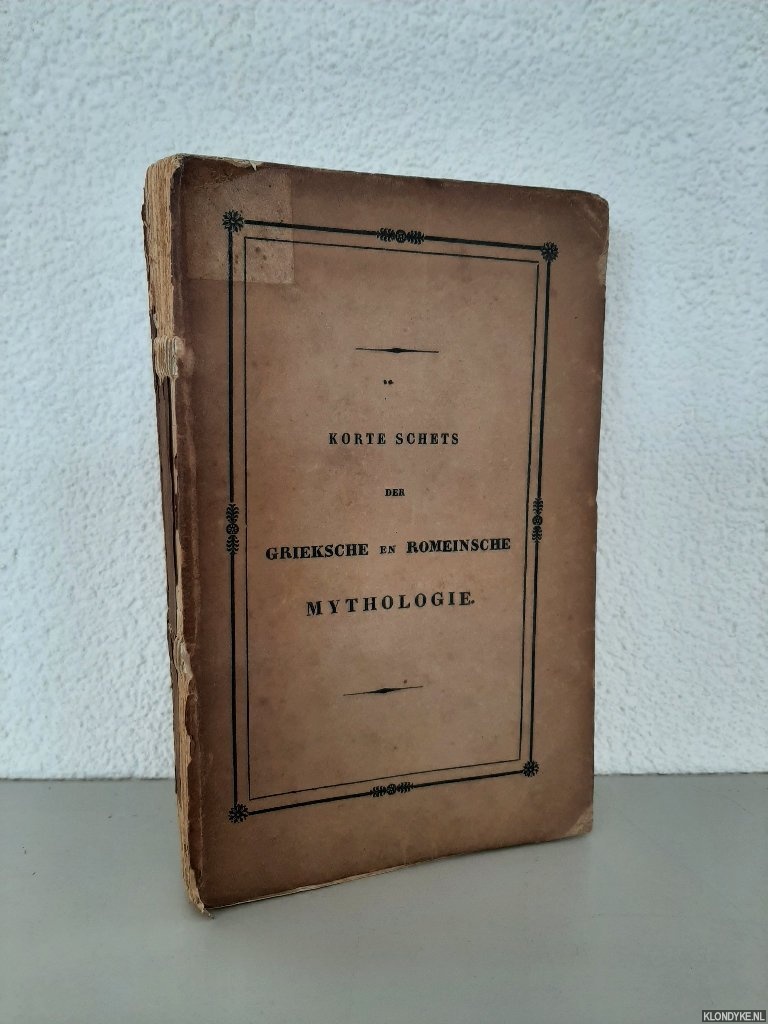 KORTE SCHETS
DER
GRIEKSCHE EN ROMEINSCHE
MYTHOLOGIE.
KLONDYKE.NL